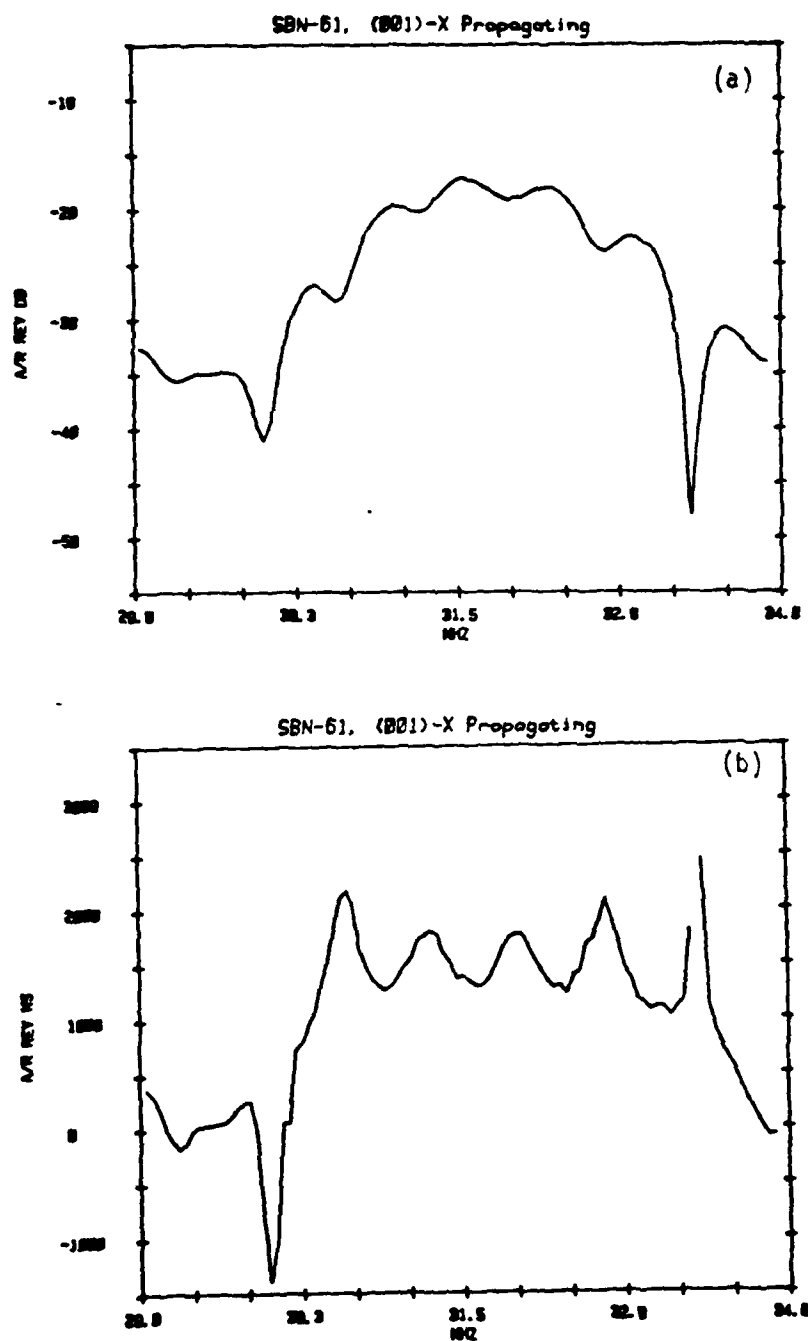 SBN-61, (001)-X Propagating
(a)
-10
-20
-30
-40
-50
A/R REV DB
29.0 30.3 31.5 32.8 34.0
MHZ
SBN-61, (001)-X Propagating
(b)
3000
2000
1000
0
-1000
A/R REV NS
29.0 30.3 31.5 32.8 34.0
MHZ